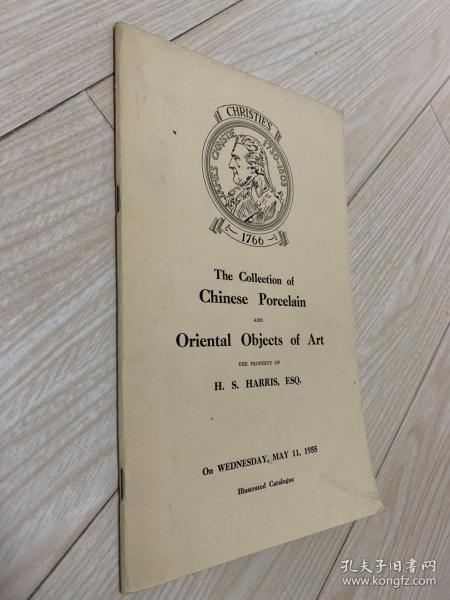 CHRISTIE'S
JAMES CHRISTIE 1730-1803
1766
The Collection of
Chinese Porcelain
AND
Oriental Objects of Art
THE PROPERTY OF
H. S. HARRIS, ESQ.
On WEDNESDAY, MAY 11, 1955
Illustrated Catalogue
孔夫子旧书网
www.kongfz.com